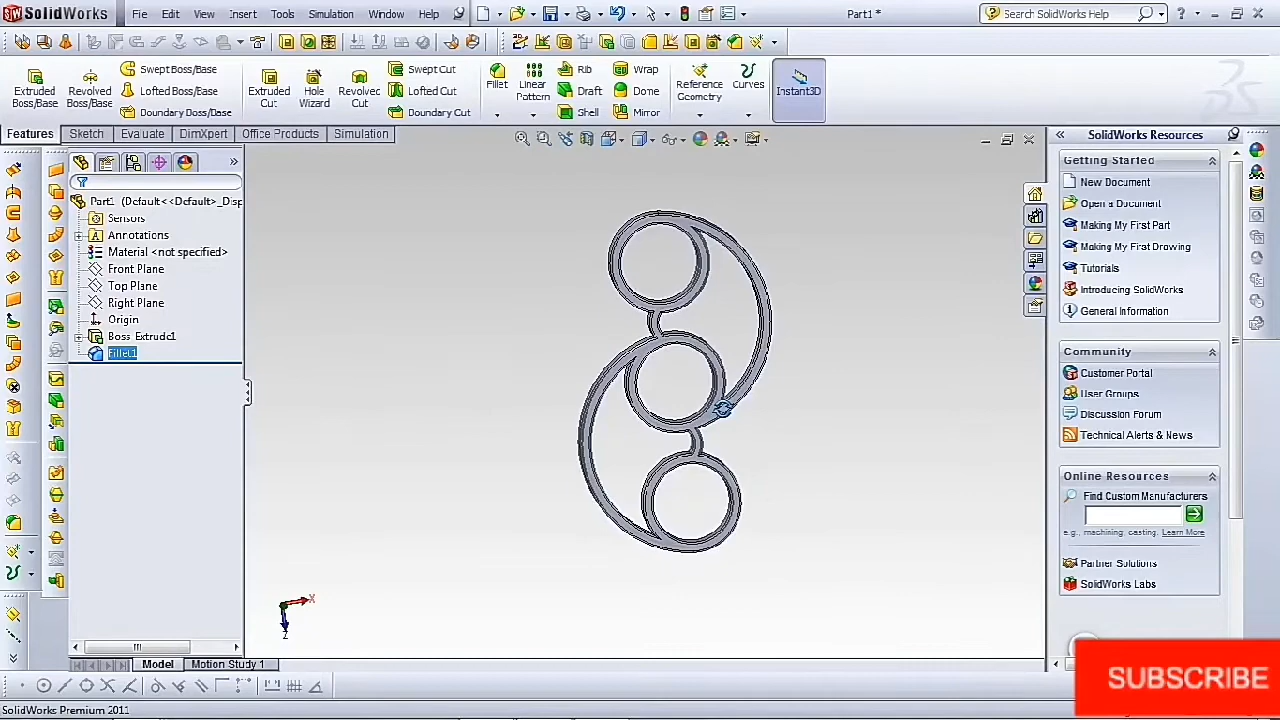 SolidWorks File Edit View Insert Tools Simulation Window Help Part1 * Search SolidWorks Help
Extruded Boss/Base Revolved Boss/Base Swept Boss/Base Lofted Boss/Base Boundary Boss/Base Extruded Cut Hole Wizard Revolved Cut Swept Cut Lofted Cut Boundary Cut Fillet Linear Pattern Rib Draft Shell Wrap Dome Mirror Reference Geometry Curves Instant3D
Features Sketch Evaluate DimXpert Office Products Simulation
SolidWorks Resources
Part1 (Default<<Default>_Disp
Sensors
Annotations
Material <not specified>
Front Plane
Top Plane
Right Plane
Origin
Boss-Extrude1
Fillet1
Getting Started
New Document
Open a Document
Making My First Part
Making My First Drawing
Tutorials
Introducing SolidWorks
General Information
Community
Customer Portal
User Groups
Discussion Forum
Technical Alerts & News
Online Resources
Find Custom Manufacturers
e.g., machining, casting, Learn More
Partner Solutions
SolidWorks Labs
X
Z
Model Motion Study 1
SUBSCRIBE
SolidWorks Premium 2011